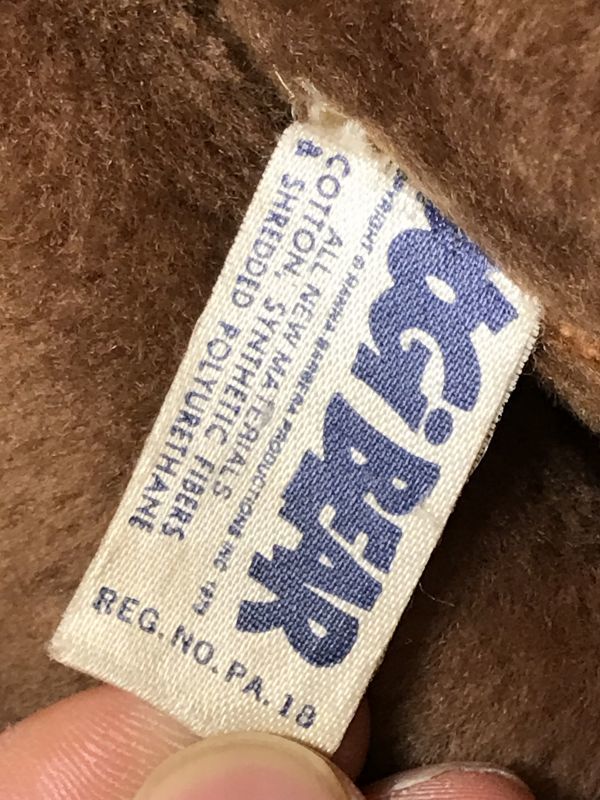 YOGI BEAR
COPYRIGHT © HANNA BARBERA PRODUCTIONS INC
ALL NEW MATERIALS
COTTON, SYNTHETIC FIBERS
& SHREDDED POLYURETHANE
REG. NO. PA. 18